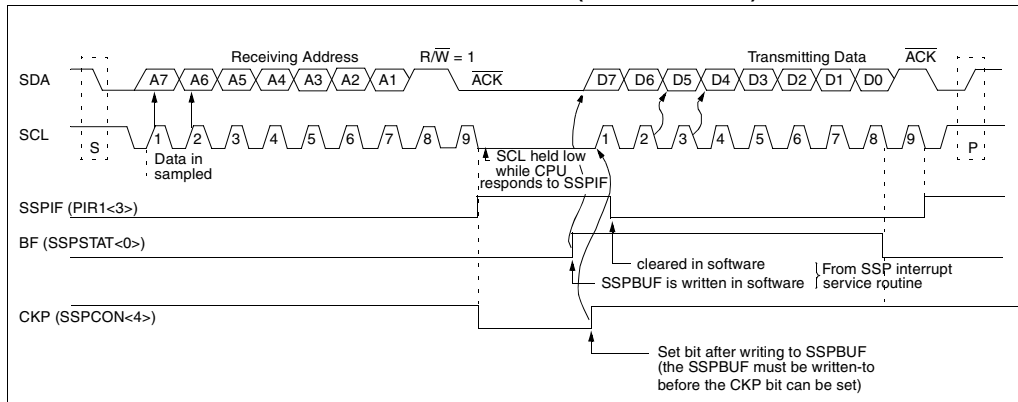 Receiving Address
R/W = 1
Transmitting Data
ACK
SDA
A7 A6 A5 A4 A3 A2 A1
ACK
D7 D6 D5 D4 D3 D2 D1 D0
SCL
S
1 2 3 4 5 6 7 8 9
1 2 3 4 5 6 7 8 9
P
Data in
sampled
SCL held low
while CPU
responds to SSPIF
SSPIF (PIR1<3>)
BF (SSPSTAT<0>)
cleared in software
SSPBUF is written in software
From SSP interrupt
service routine
CKP (SSPCON<4>)
Set bit after writing to SSPBUF
(the SSPBUF must be written-to
before the CKP bit can be set)